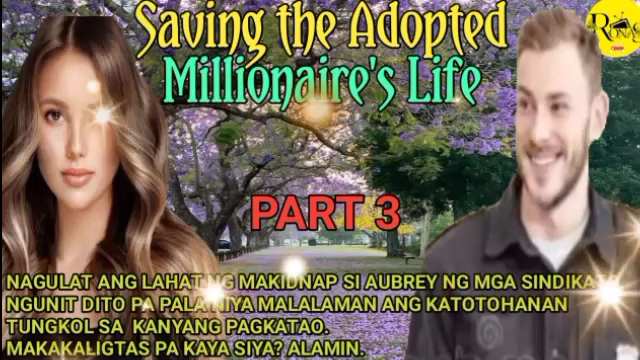 Saving the Adopted
Millionaire's Life
PART 3
NAGULAT ANG LAHAT NG MAKIDNAP SI AUBREY NG MGA
NGUNIT DITO PA PALA NIYA MALALAMAN ANG KATOTOHANAN
TUNGKOL SA KANYANG PAGKATAO.
MAKAKALIGTAS PA KAYA SIYA? ALAMIN.